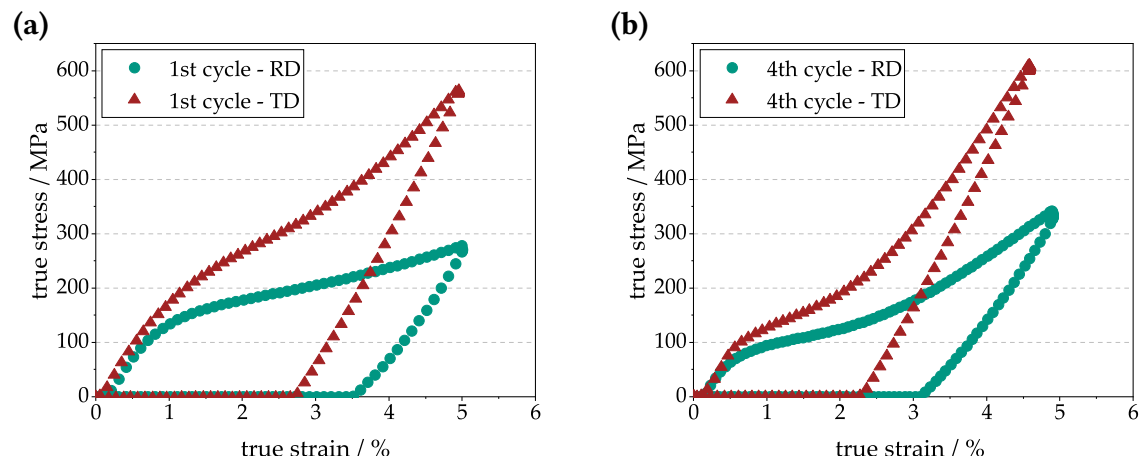 (a)
1st cycle - RD
1st cycle - TD
true stress / MPa
600
500
400
300
200
100
0
0 1 2 3 4 5 6
true strain / %
(b)
4th cycle - RD
4th cycle - TD
true stress / MPa
600
500
400
300
200
100
0
0 1 2 3 4 5 6
true strain / %